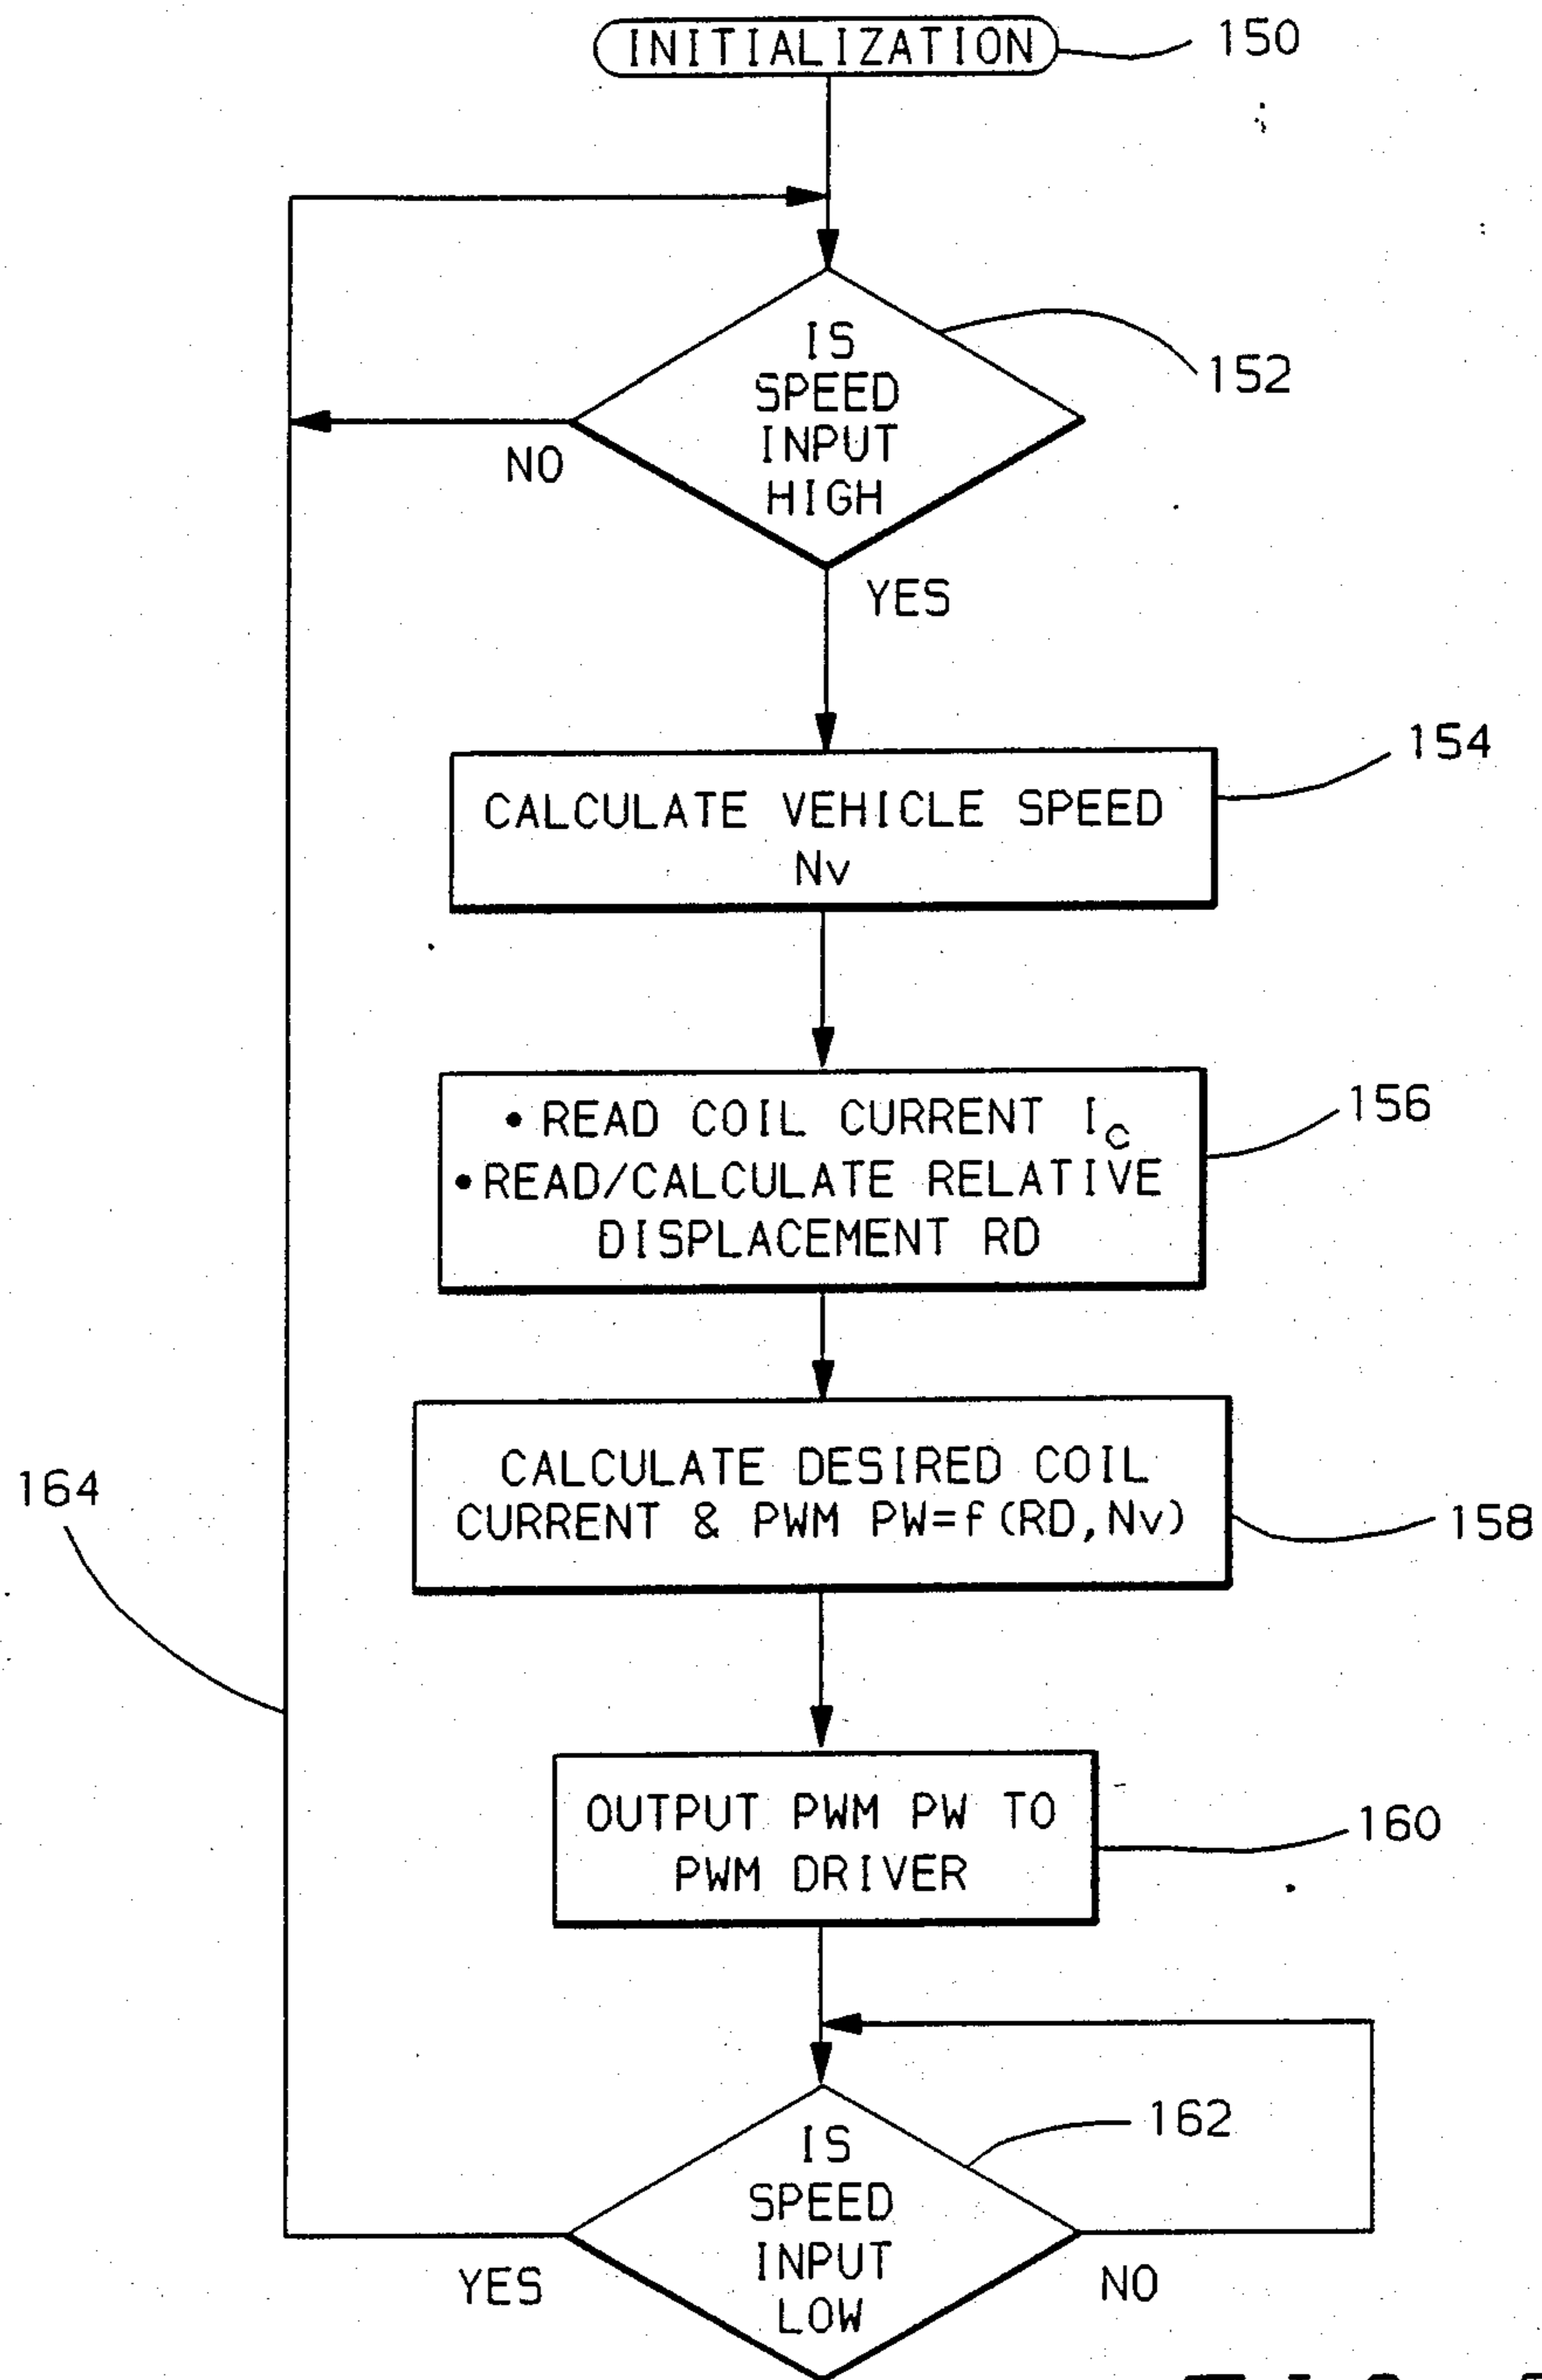 INITIALIZATION
150
IS
SPEED
INPUT
HIGH
152
NO
YES
154
CALCULATE VEHICLE SPEED
Nv
156
• READ COIL CURRENT Ic
• READ/CALCULATE RELATIVE
DISPLACEMENT RD
164
CALCULATE DESIRED COIL
CURRENT & PWM PW=f(RD,Nv)
158
OUTPUT PWM PW TO
PWM DRIVER
160
162
IS
SPEED
INPUT
LOW
YES
NO